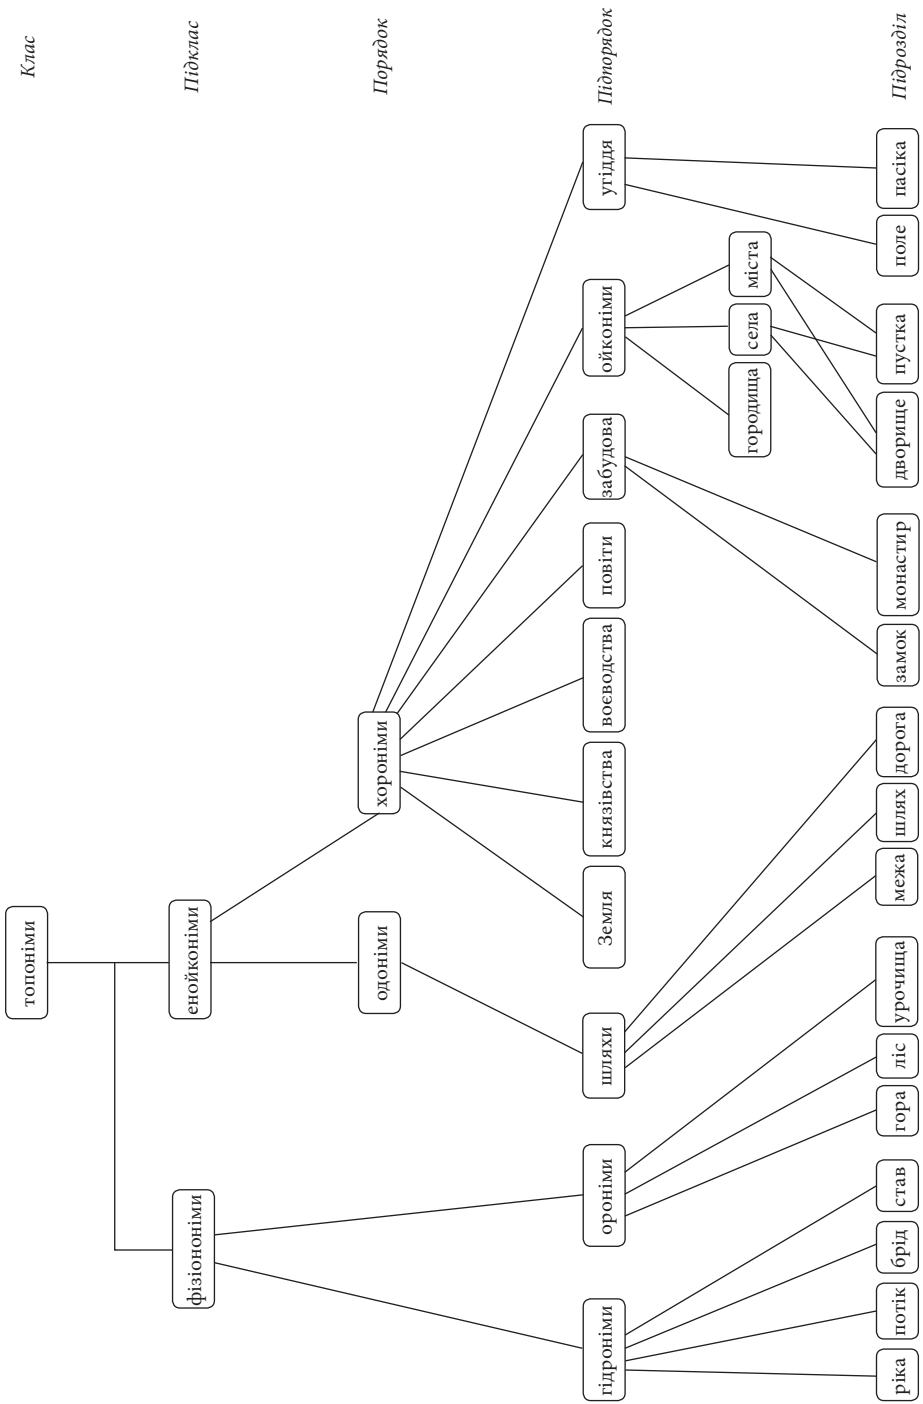 Клас
Підклас
Порядок
Підпорядок
Підрозділ
топоніми
фізіононіми
енойконіми
одоніми
хороніми
гідроніми
ороніми
шляхи
Земля
князівства
воєводства
повіти
забудова
ойконіми
угіддя
городища
села
міста
ріка
потік
брід
став
гора
ліс
урочища
межа
шлях
дорога
замок
монастир
дворище
пустка
поле
пасіка